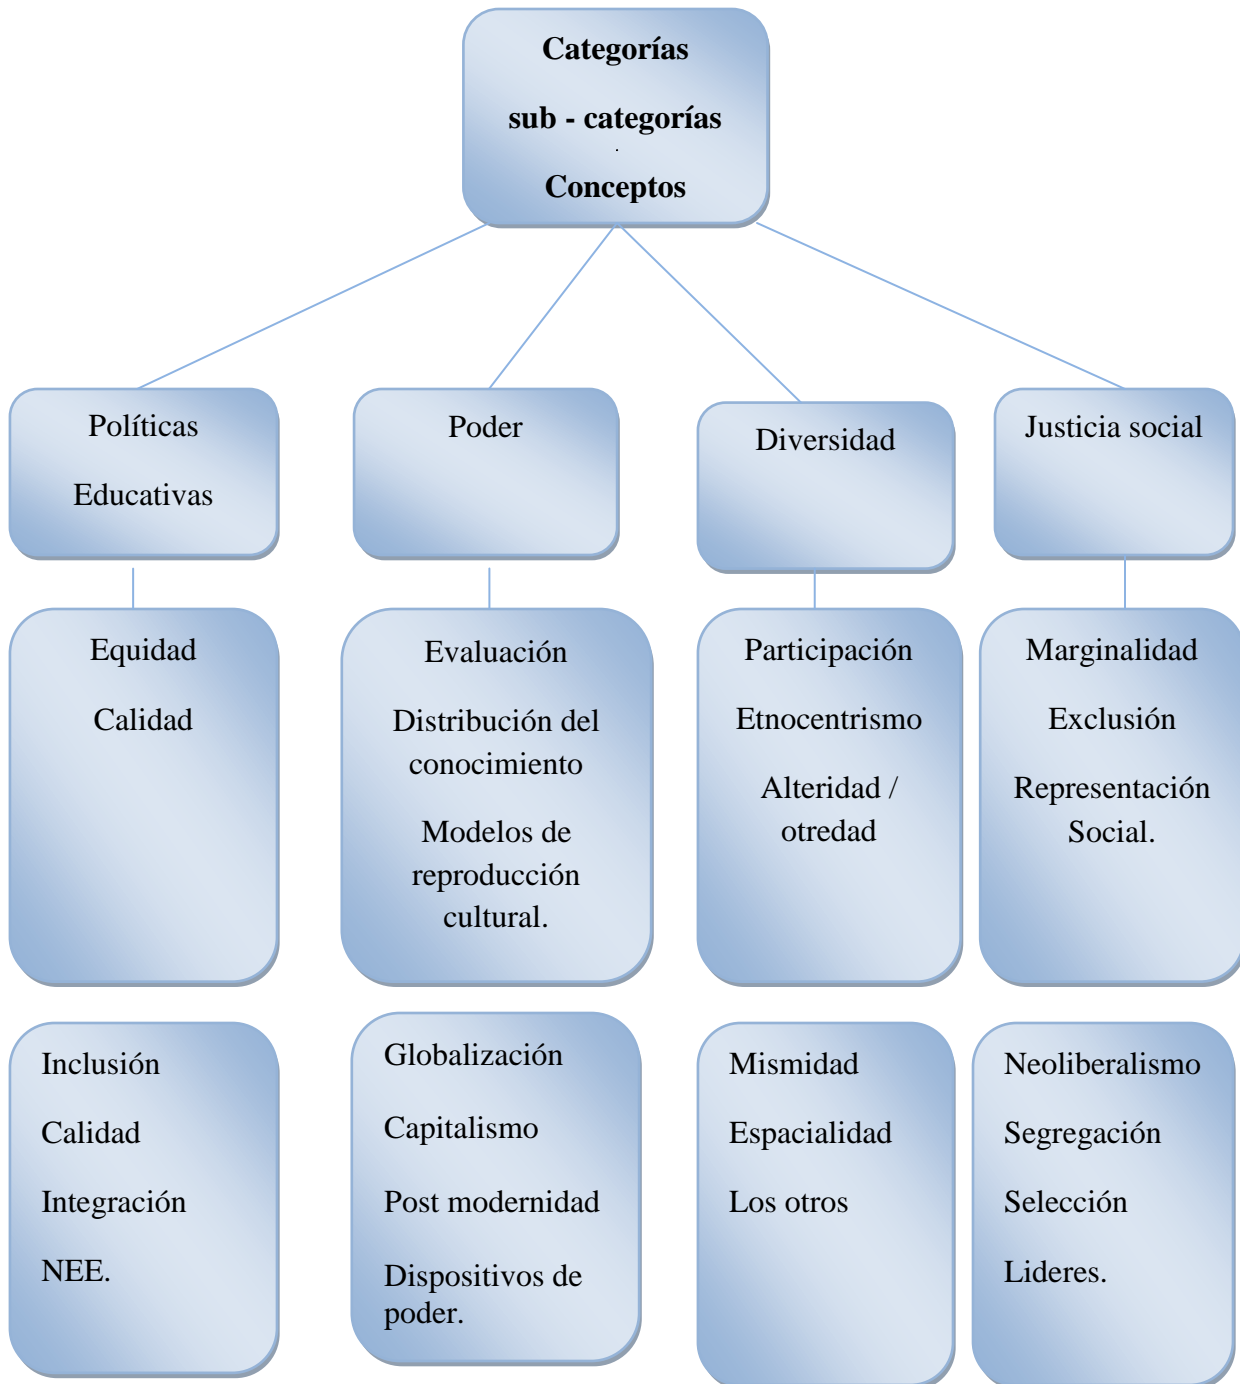 Categorías
sub - categorías
.
Conceptos
Políticas
Educativas
Poder
Diversidad
Justicia social
Equidad
Calidad
Evaluación
Distribución del
conocimiento
Modelos de
reproducción
cultural.
Participación
Etnocentrismo
Alteridad /
otredad
Marginalidad
Exclusión
Representación
Social.
Inclusión
Calidad
Integración
NEE.
Globalización
Capitalismo
Post modernidad
Dispositivos de
poder.
Mismidad
Espacialidad
Los otros
Neoliberalismo
Segregación
Selección
Lideres.